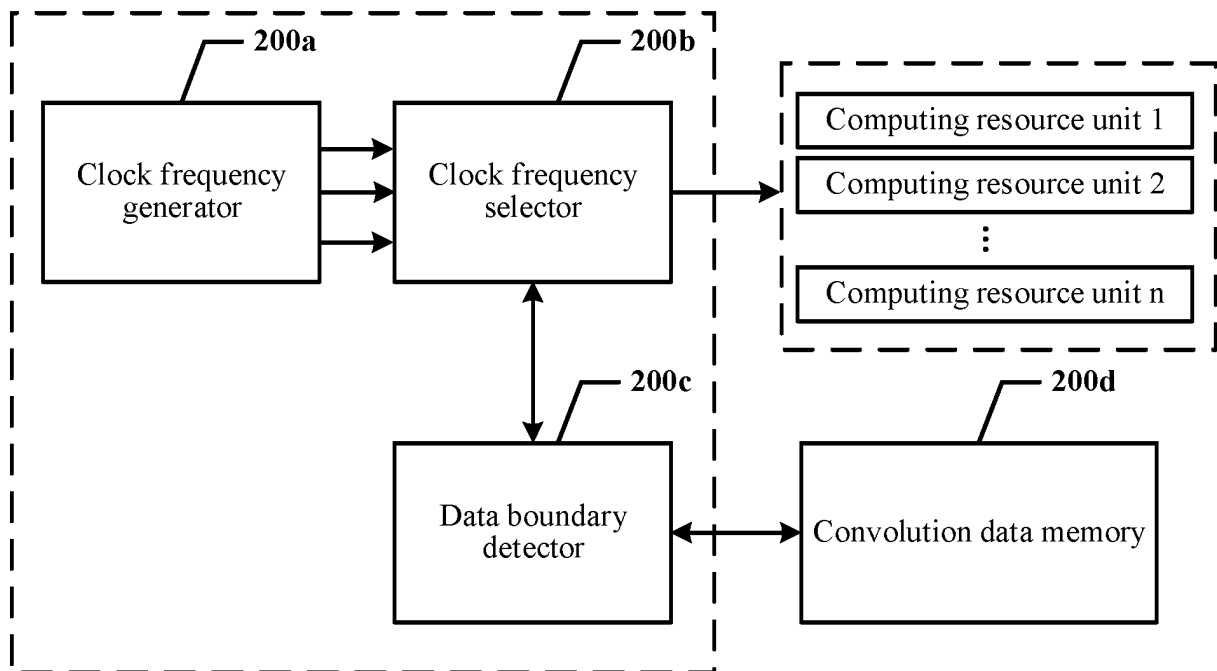 200a
200b
Clock frequency
generator
Clock frequency
selector
Computing resource unit 1
Computing resource unit 2
⋮
Computing resource unit n
200c
200d
Data boundary
detector
Convolution data memory